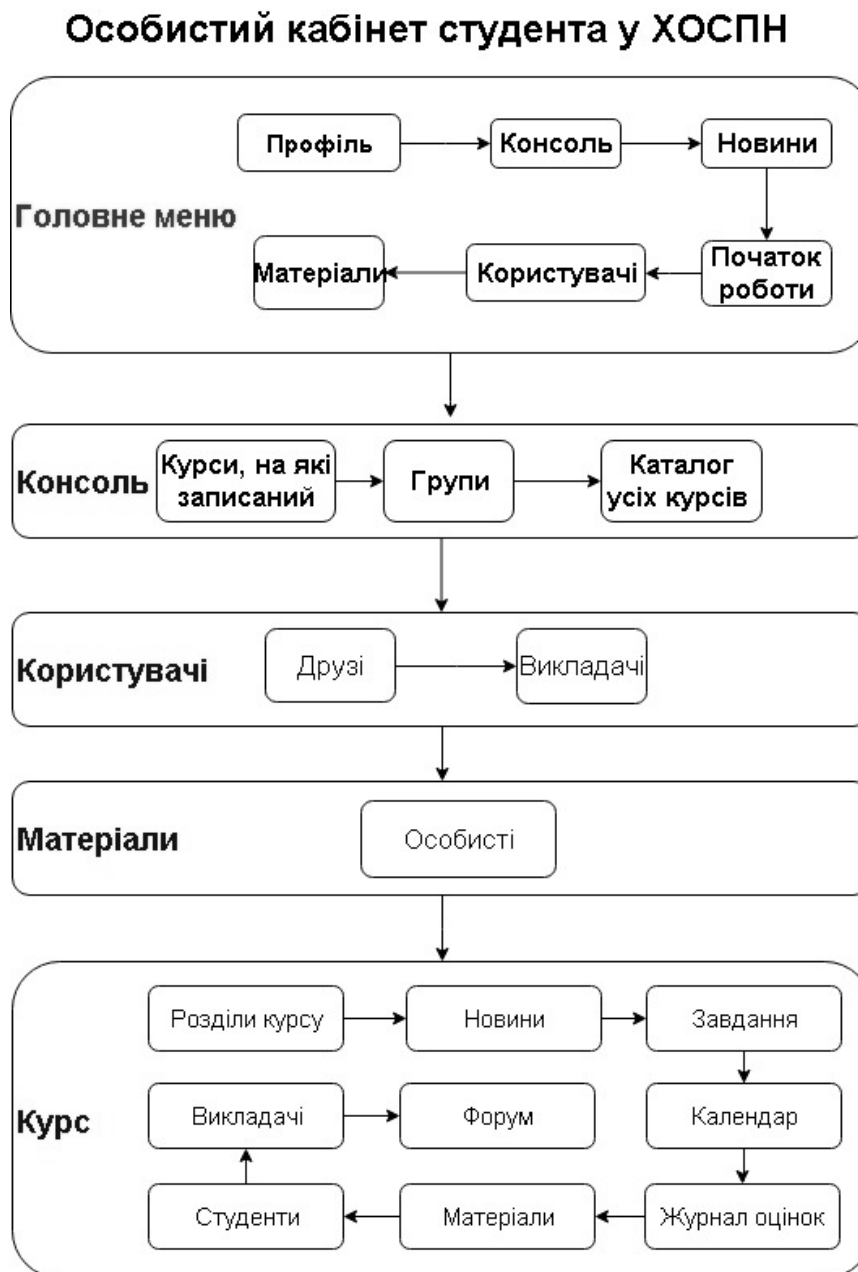 Особистий кабінет студента у ХОСПН
Профіль
Консоль
Новини
Головне меню
Матеріали
Користувачі
Початок
роботи
Консоль
Курси, на які
записаний
Групи
Каталог
усіх курсів
Користувачі
Друзі
Викладачі
Матеріали
Особисті
Курс
Розділи курсу
Новини
Завдання
Викладачі
Форум
Календар
Студенти
Матеріали
Журнал оцінок